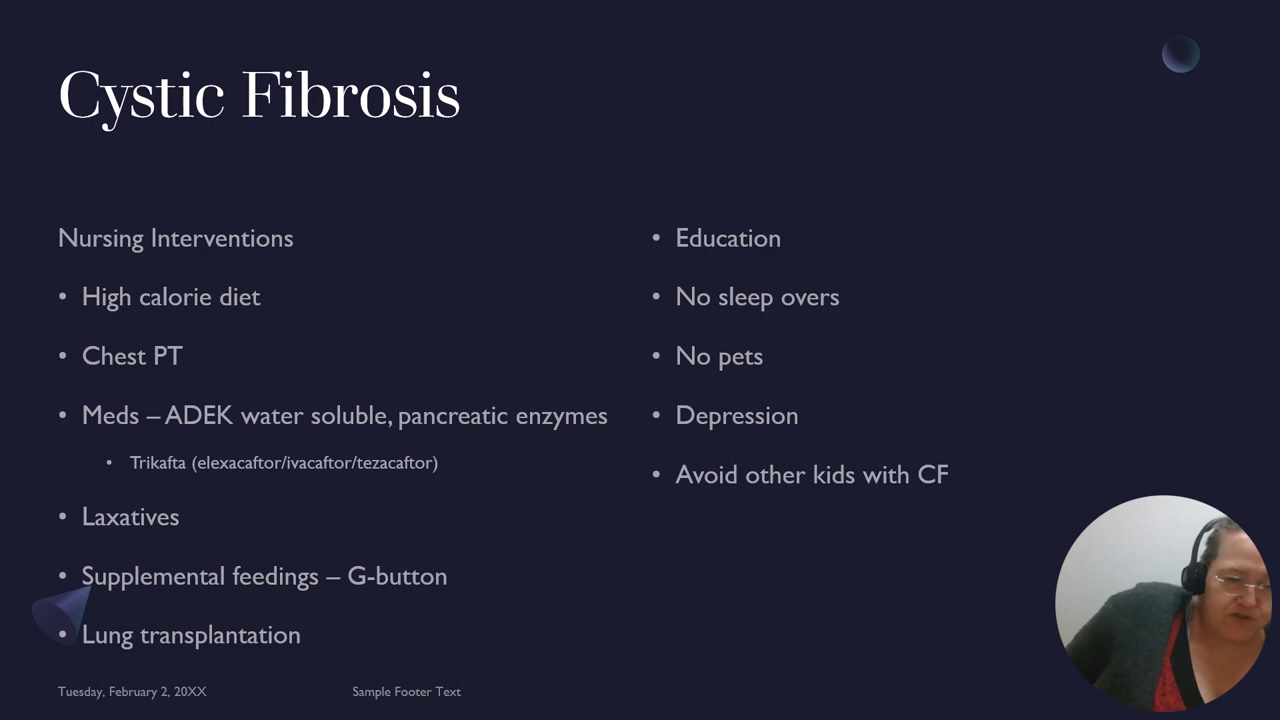 Cystic Fibrosis
Nursing Interventions
• High calorie diet
• Chest PT
• Meds – ADEK water soluble, pancreatic enzymes
• Trikafta (elexacaftor/ivacaftor/tezacaftor)
• Laxatives
• Supplemental feedings – G-button
• Lung transplantation
• Education
• No sleep overs
• No pets
• Depression
• Avoid other kids with CF
Tuesday, February 2, 20XX
Sample Footer Text